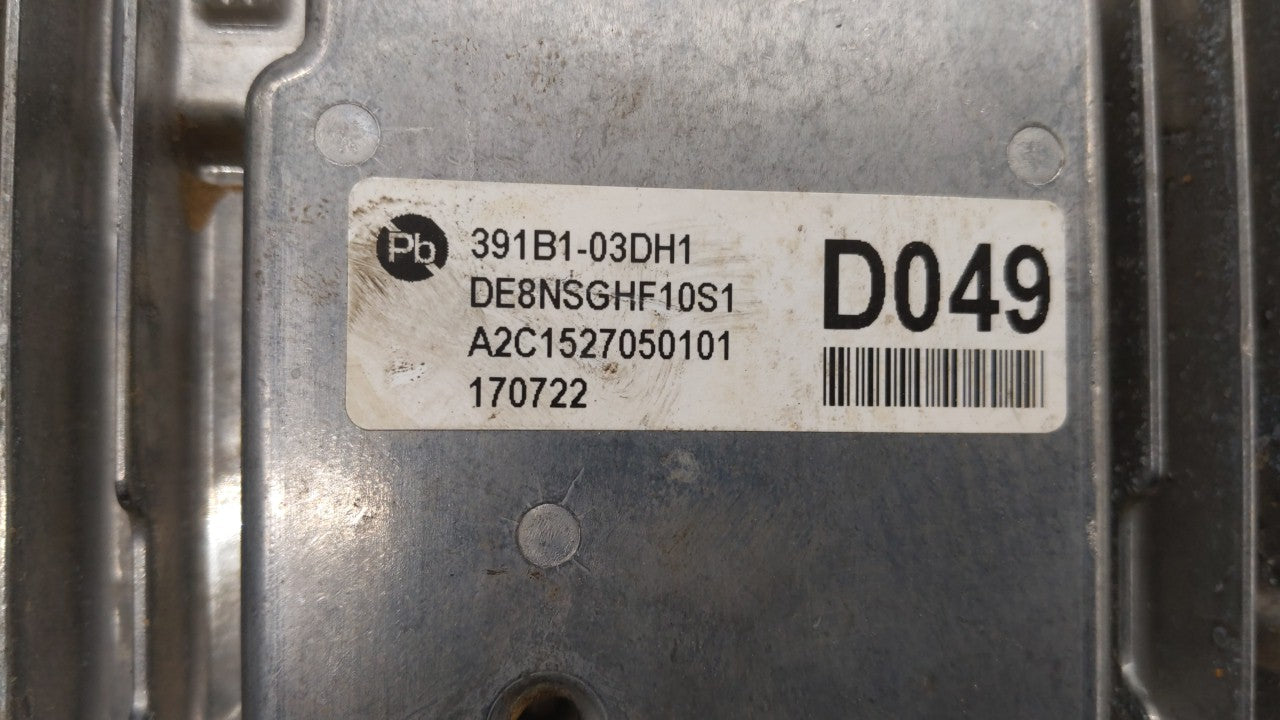 Pb
391B1-03DH1
DE8NSGHF10S1
A2C1527050101
170722
D049